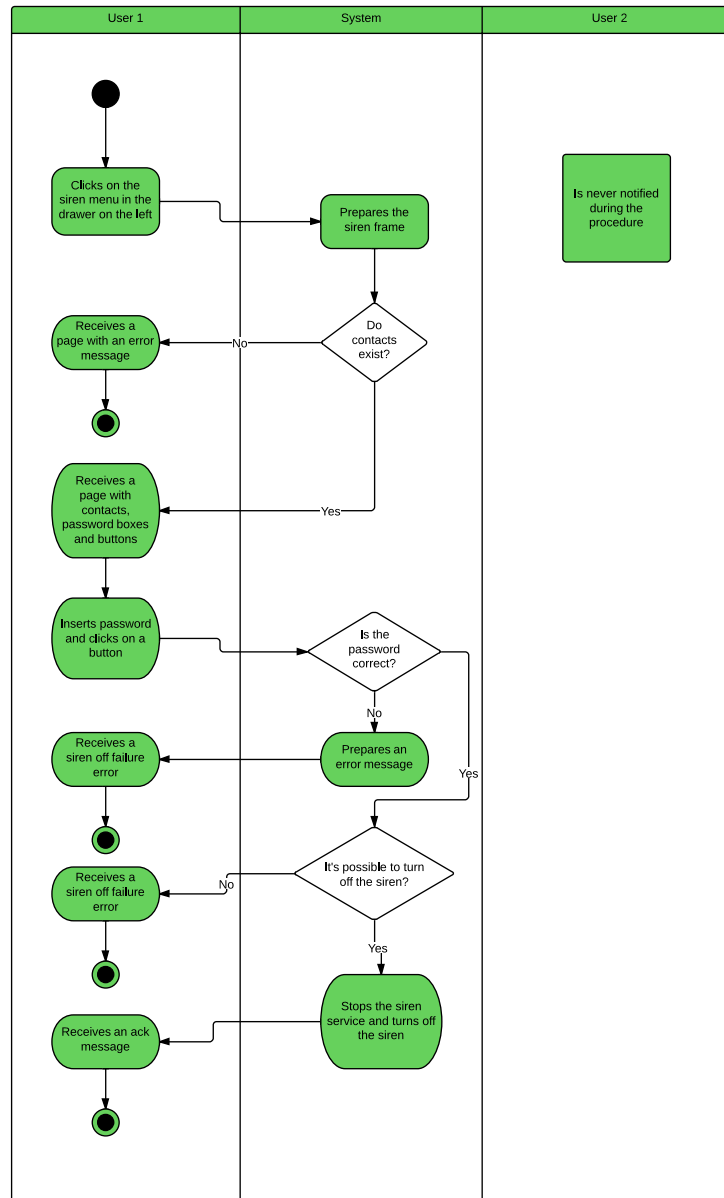 User 1
System
User 2
Clicks on the
siren menu in the
drawer on the left
Prepares the
siren frame
Is never notified
during the
procedure
Receives a
page with an error
message
No
Do
contacts
exist?
Receives a
page with
contacts,
password boxes
and buttons
Yes
Inserts password
and clicks on a
button
Is the
password
correct?
No
Receives a
siren off failure
error
Prepares an
error message
Yes
Receives a
siren off failure
error
No
It's possible to turn
off the siren?
Yes
Stops the siren
service and turns off
the siren
Receives an ack
message